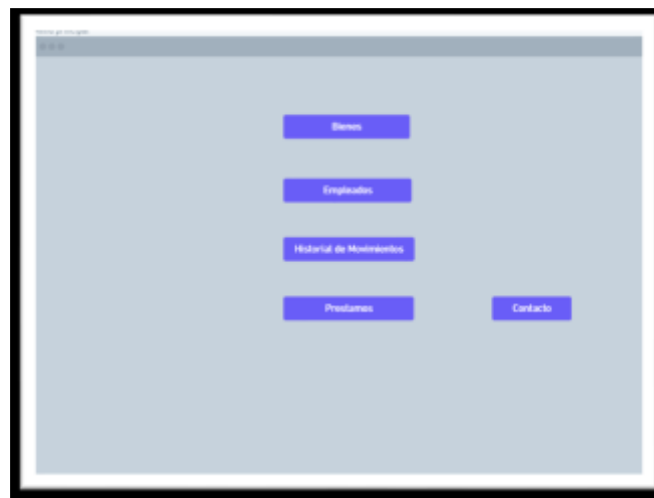 Bienes
Empleados
Historial de Movimientos
Prestamos
Contacto